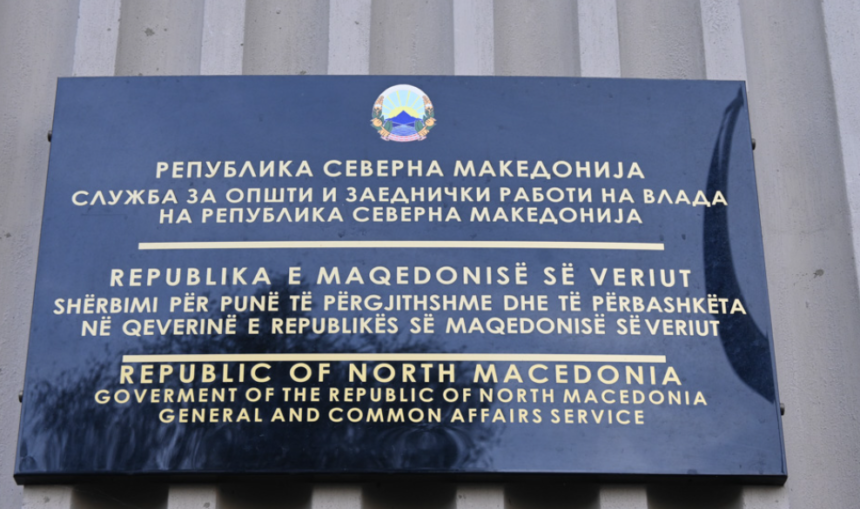 РЕПУБЛИКА СЕВЕРНА МАКЕДОНИЈА
СЛУЖБА ЗА ОПШТИ И ЗАЕДНИЧКИ РАБОТИ НА ВЛАДА
НА РЕПУБЛИКА СЕВЕРНА МАКЕДОНИЈА
REPUBLIKA E MAQEDONISË SË VERIUT
SHËRBIMI PËR PUNË TË PËRGJITHSHME DHE TË PËRBASHKËTA
NË QEVERINË E REPUBLIKËS SË MAQEDONISË SË VERIUT
REPUBLIC OF NORTH MACEDONIA
GOVERMENT OF THE REPUBLIC OF NORTH MACEDONIA
GENERAL AND COMMON AFFAIRS SERVICE